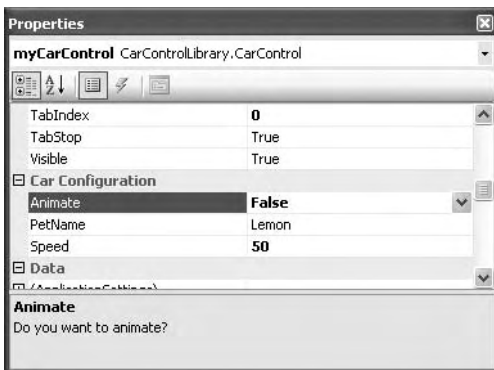 Properties
myCarControl CarControlLibrary.CarControl
A
Z
TabIndex 0
TabStop True
Visible True
Car Configuration
Animate False
PetName Lemon
Speed 50
Data
(ApplicationSettings)
Animate
Do you want to animate?